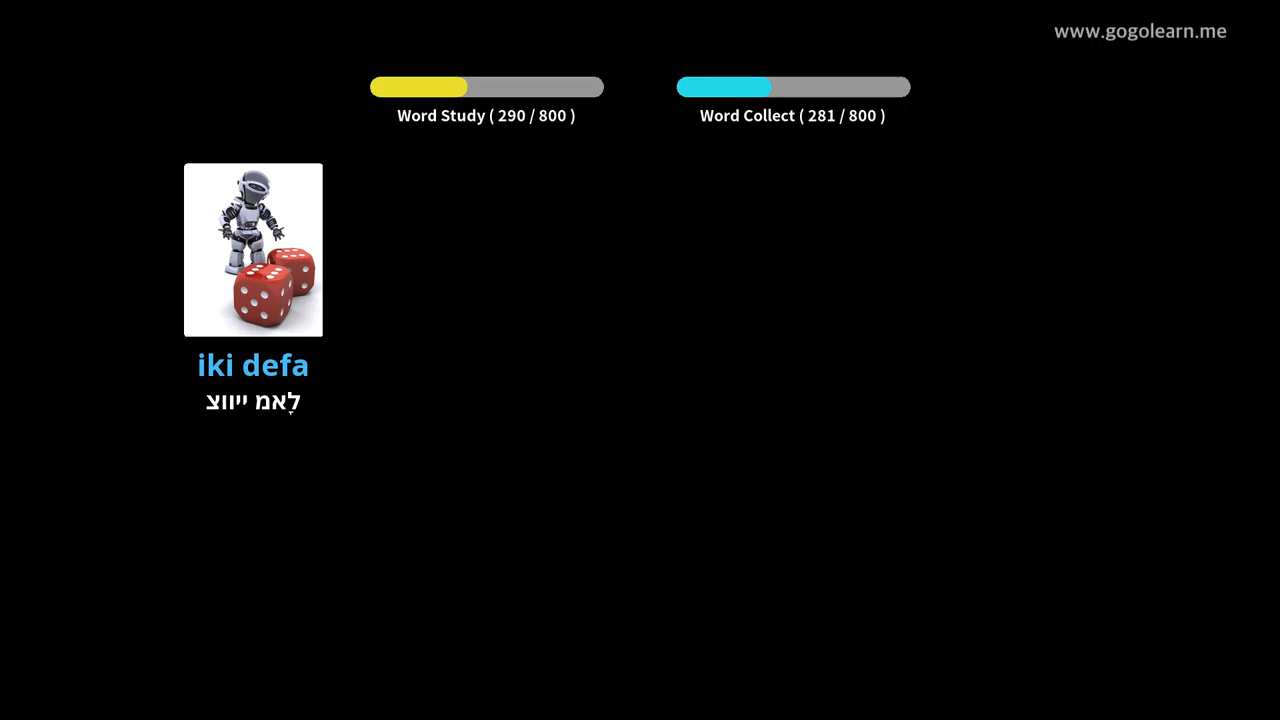 www.gogolearn.me
Word Study ( 290 / 800 )
Word Collect ( 281 / 800 )
iki defa
לָאמ ייווצ